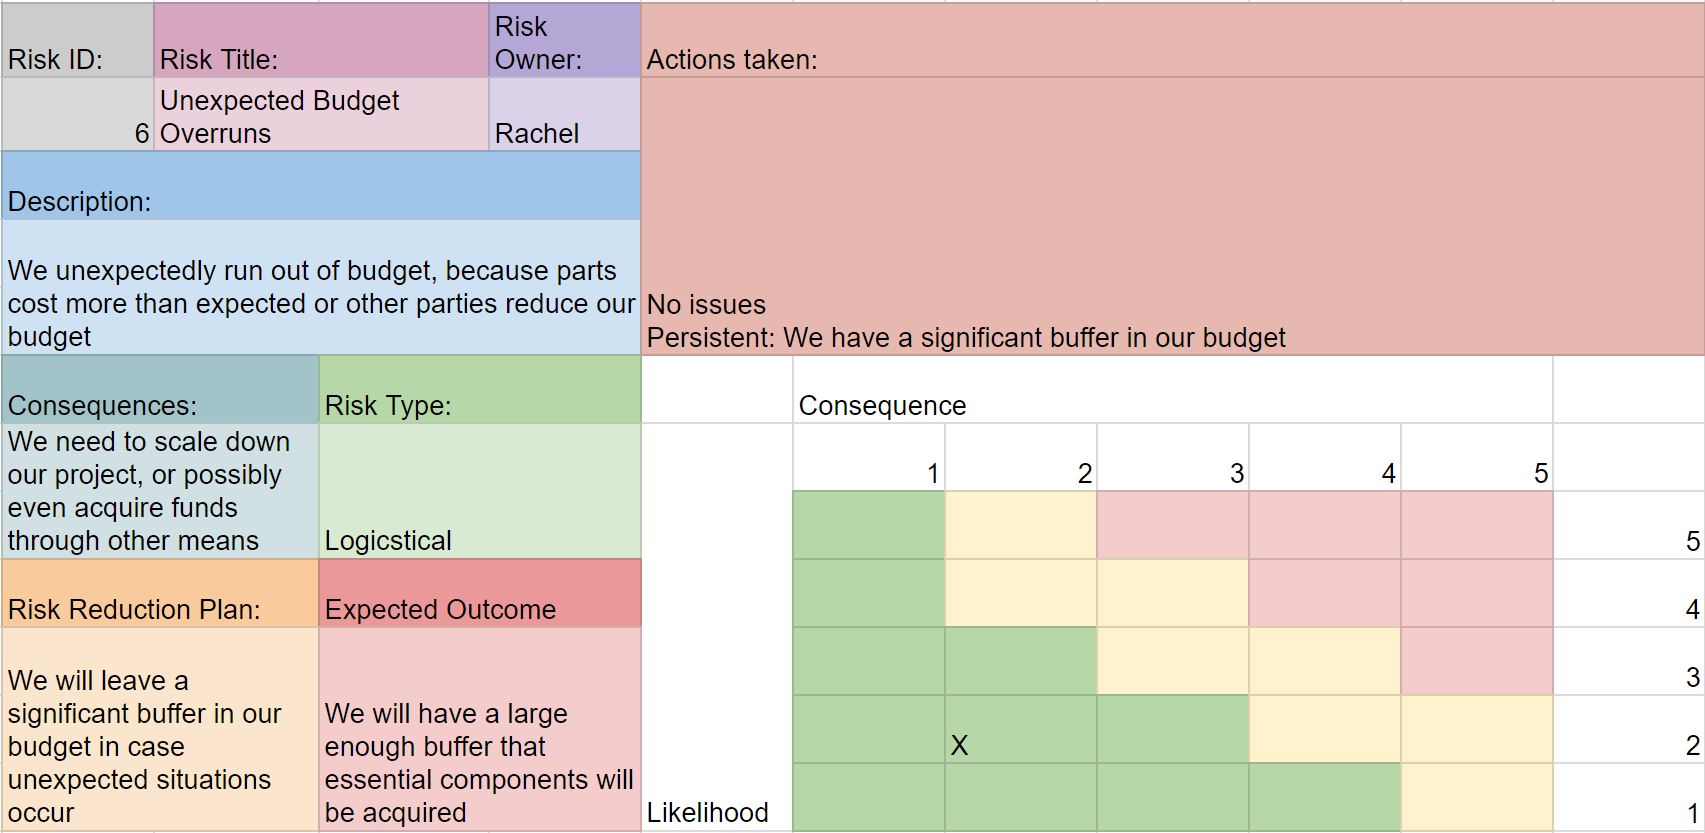 Risk ID:
Risk Title:
Risk
Owner:
Actions taken:
6
Unexpected Budget
Overruns
Rachel
Description:
We unexpectedly run out of budget, because parts
cost more than expected or other parties reduce our
budget
No issues
Persistent: We have a significant buffer in our budget
Consequences:
Risk Type:
Consequence
We need to scale down
our project, or possibly
even acquire funds
through other means
Logicstical
1 2 3 4 5
5
Risk Reduction Plan:
Expected Outcome
4
3
We will leave a
significant buffer in our
budget in case
unexpected situations
occur
We will have a large
enough buffer that
essential components will
be acquired
X
2
Likelihood
1